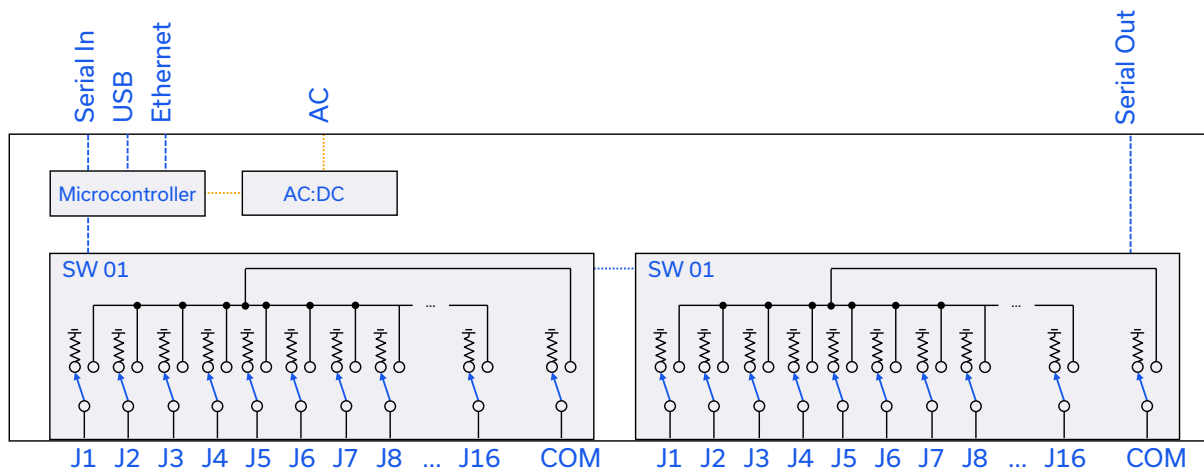 Serial In
USB
Ethernet
AC
Serial Out
Microcontroller
AC:DC
SW 01
SW 01
...
...
J1 J2 J3 J4 J5 J6 J7 J8 ... J16 COM
J1 J2 J3 J4 J5 J6 J7 J8 ... J16 COM